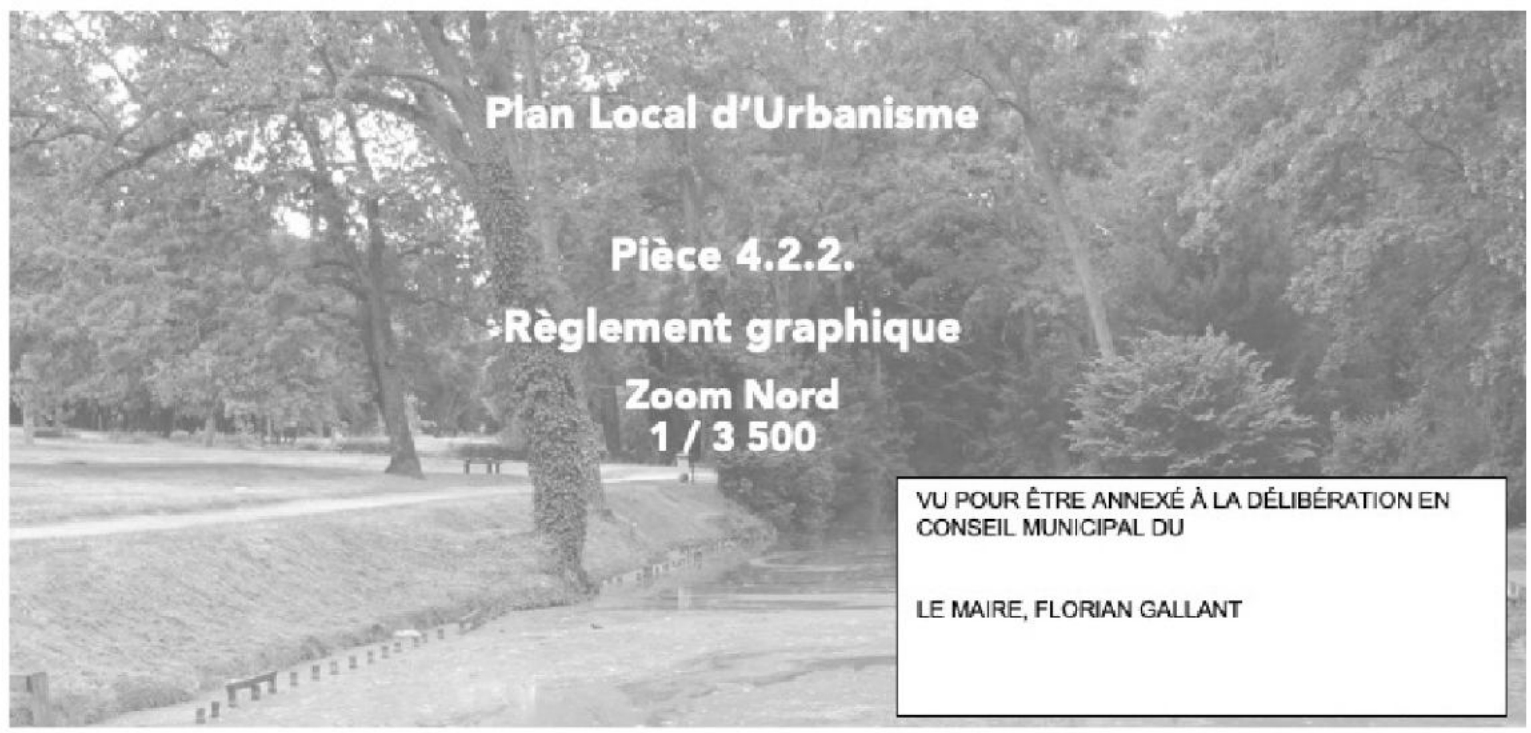 Plan Local d'Urbanisme
Pièce 4.2.2.
Règlement graphique
Zoom Nord
1 / 3 500
VU POUR ÊTRE ANNEXÉ À LA DÉLIBÉRATION EN
CONSEIL MUNICIPAL DU
LE MAIRE, FLORIAN GALLANT